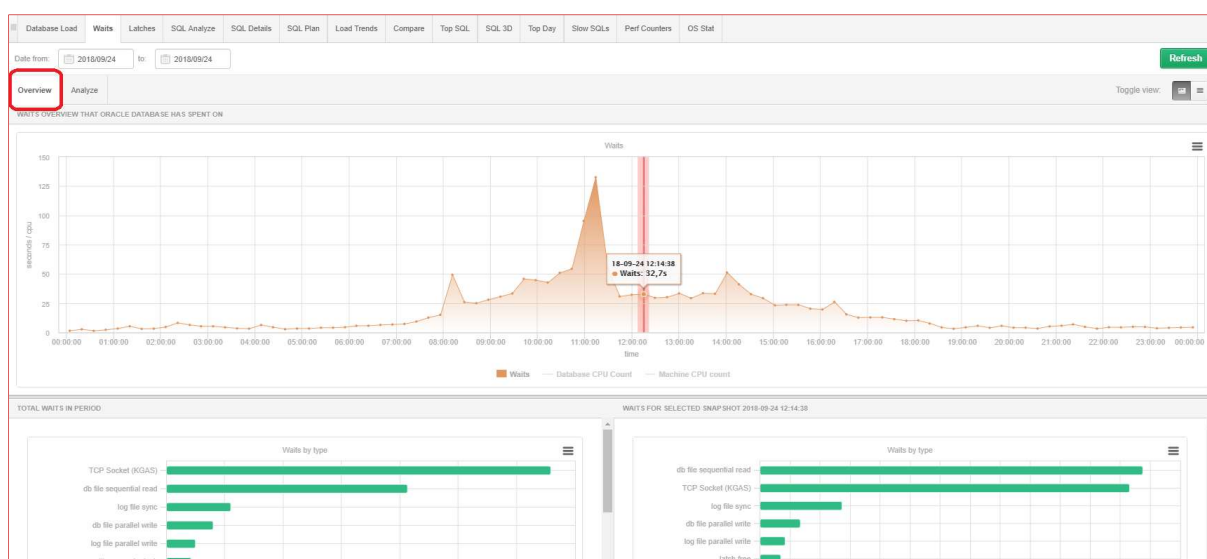 Database Load Waits Latches SQL Analyze SQL Details SQL Plan Load Trends Compare Top SQL SQL 3D Top Day Slow SQLs Perf Counters OS Stat
Date from: 2018/09/24 to: 2018/09/24 Refresh
Overview Analyze Toggle view:
WAITS OVERVIEW THAT ORACLE DATABASE HAS SPENT ON
Waits
150
125
100
75
50
25
0
seconds / cpu
18-09-24 12:14:38
Waits: 32,7s
00:00:00 01:00:00 02:00:00 03:00:00 04:00:00 05:00:00 06:00:00 07:00:00 08:00:00 09:00:00 10:00:00 11:00:00 12:00:00 13:00:00 14:00:00 15:00:00 16:00:00 17:00:00 18:00:00 19:00:00 20:00:00 21:00:00 22:00:00 23:00:00 00:00:00
time
Waits Database CPU Count Machine CPU count
TOTAL WAITS IN PERIOD
Waits by type
TCP Socket (KGAS)
db file sequential read
log file sync
db file parallel write
log file parallel write
WAITS FOR SELECTED SNAPSHOT 2018-09-24 12:14:38
Waits by type
db file sequential read
TCP Socket (KGAS)
log file sync
db file parallel write
log file parallel write
latch free